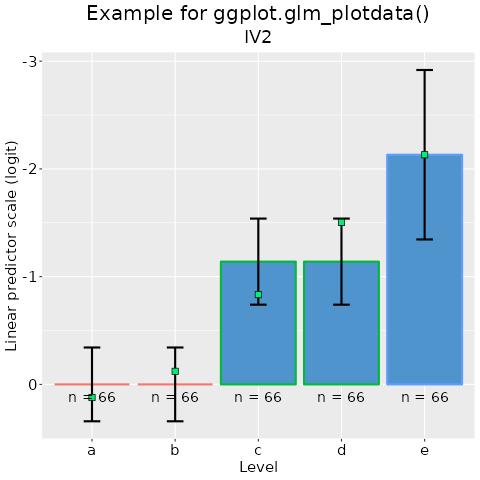 Example for ggplot.glm_plotdata()
IV2
Linear predictor scale (logit)
-3
-2
-1
0
n = 66 n = 66 n = 66 n = 66 n = 66
a b c d e
Level